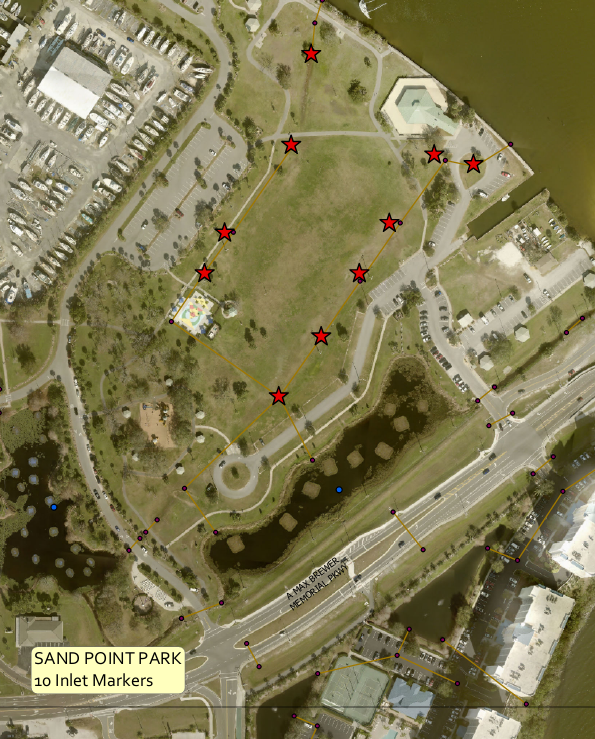 A MAX BREWER
MEMORIAL PKWY
SAND POINT PARK
10 Inlet Markers